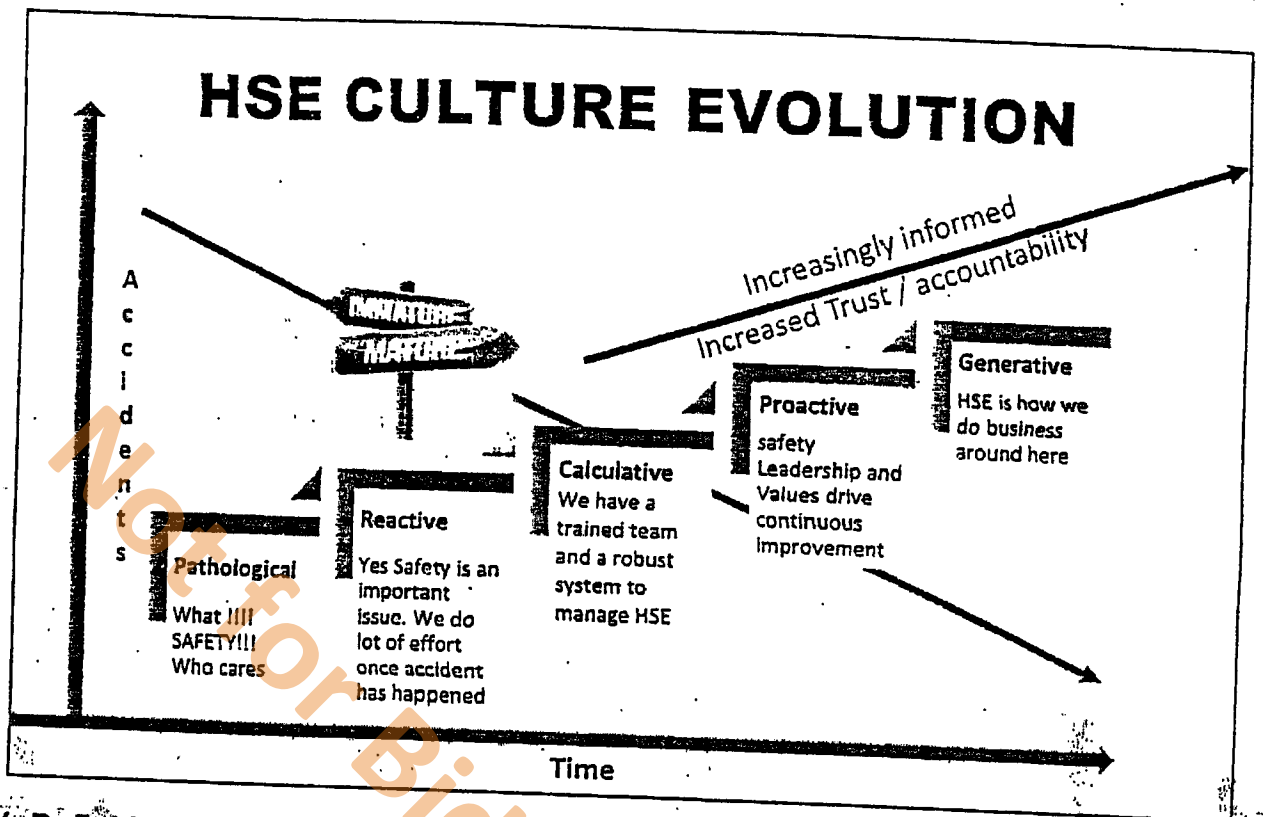 HSE CULTURE EVOLUTION
A
c
c
i
d
e
n
t
s
IMMATURE
MATURE
Increasingly informed
Increased Trust / accountability
Pathological
What !!!!
SAFETY!!!
Who cares
Reactive
Yes Safety is an
important
issue. We do
lot of effort
once accident
has happened
Calculative
We have a
trained team
and a robust
system to
manage HSE
Proactive
safety
Leadership and
Values drive
continuous
improvement
Generative
HSE is how we
do business
around here
Time
Not for Bid